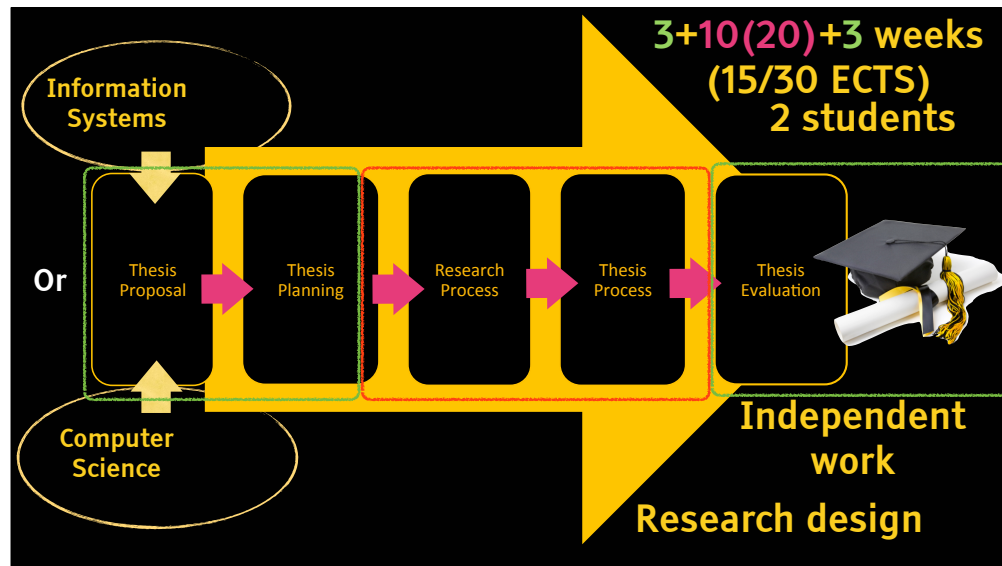 3+10(20)+3 weeks
(15/30 ECTS)
2 students
Information
Systems
Or
Thesis
Proposal
Thesis
Planning
Research
Process
Thesis
Process
Thesis
Evaluation
Computer
Science
Independent
work
Research design